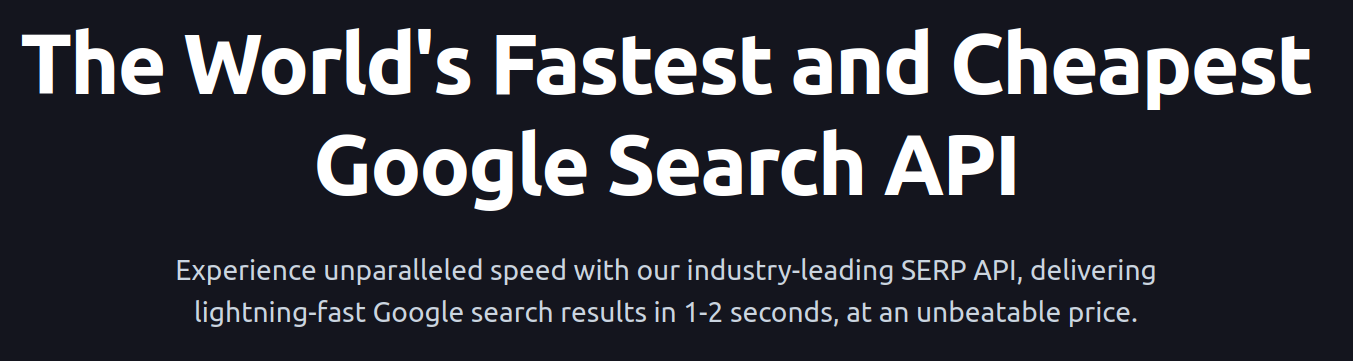 The World's Fastest and Cheapest
Google Search API
Experience unparalleled speed with our industry-leading SERP API, delivering
lightning-fast Google search results in 1-2 seconds, at an unbeatable price.